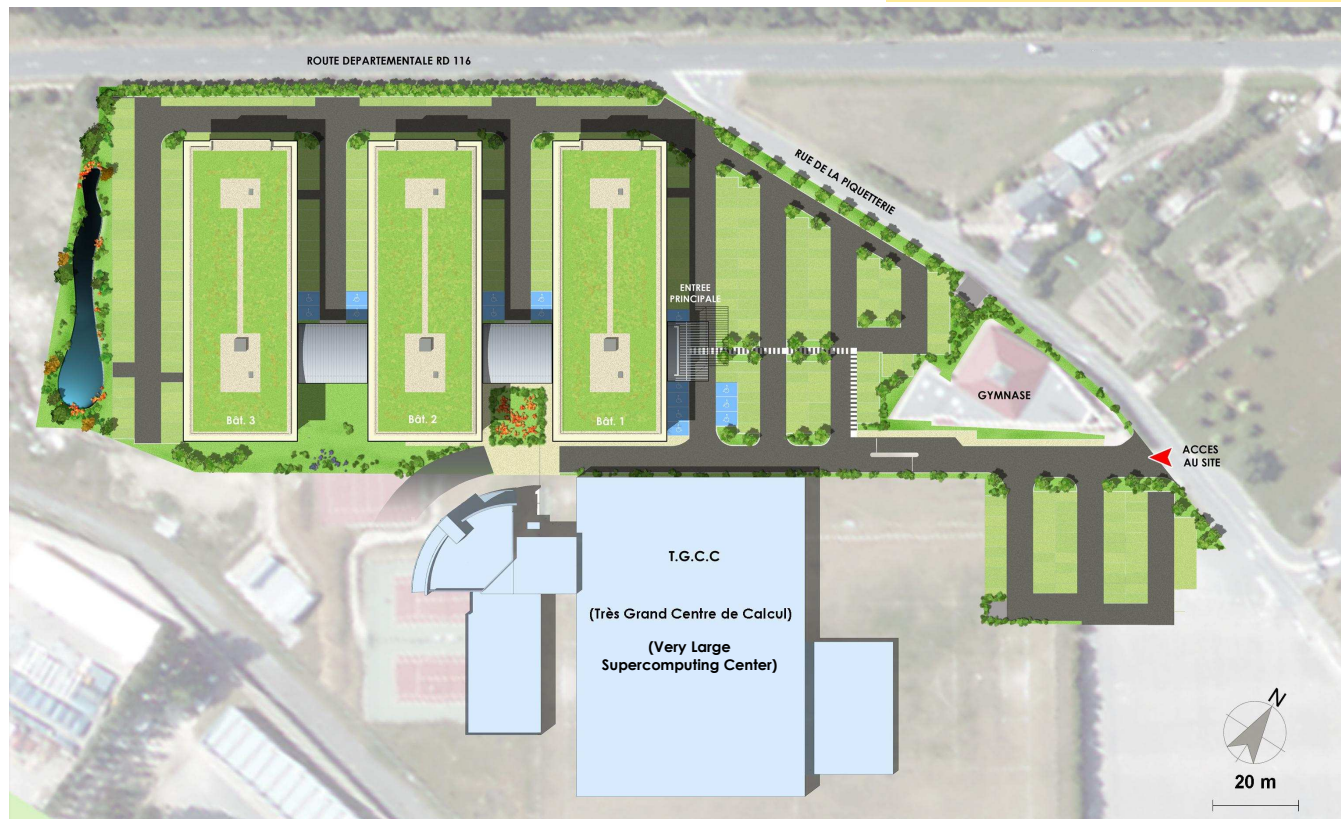 ROUTE DEPARTEMENTALE RD 116
RUE DE LA PIQUETTERIE
ENTREE
PRINCIPALE
GYMNASE
Bât. 3
Bât. 2
Bât. 1
ACCES
AU SITE
T.G.C.C
(Très Grand Centre de Calcul)
(Very Large
Supercomputing Center)
N
20 m